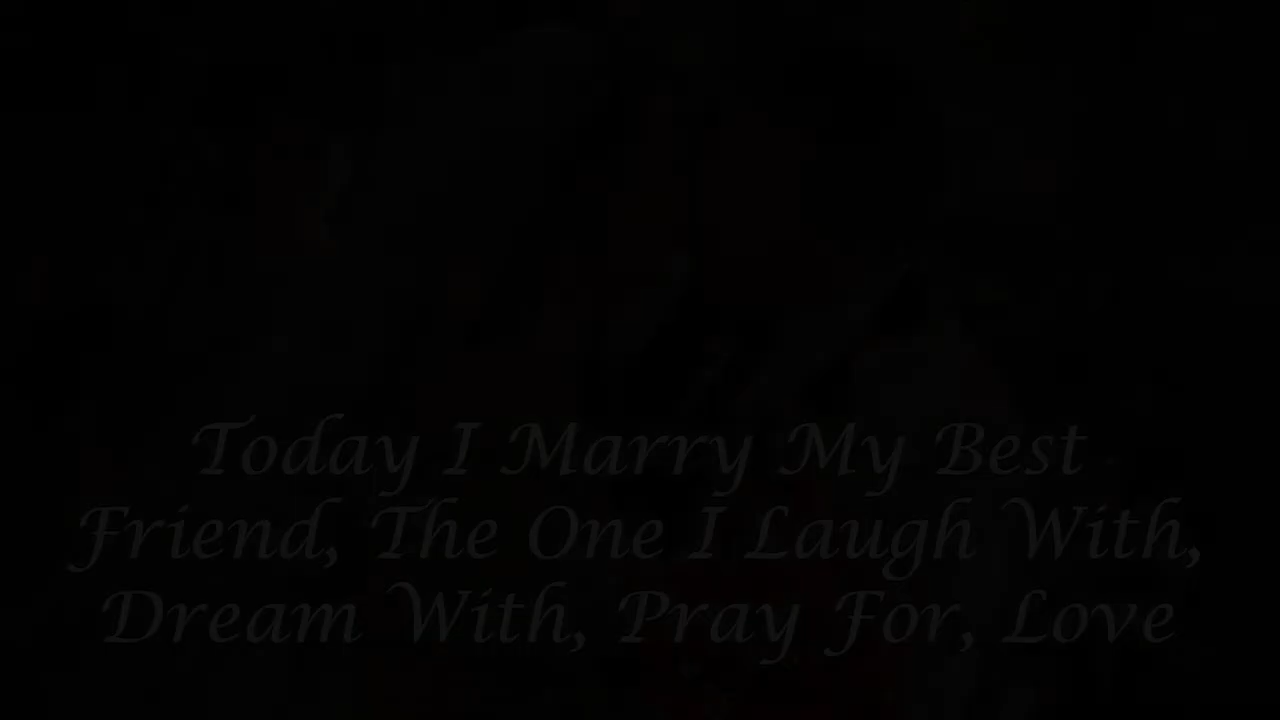 Today I Marry My Best
Friend, The One I Laugh With,
Dream With, Pray For, Love